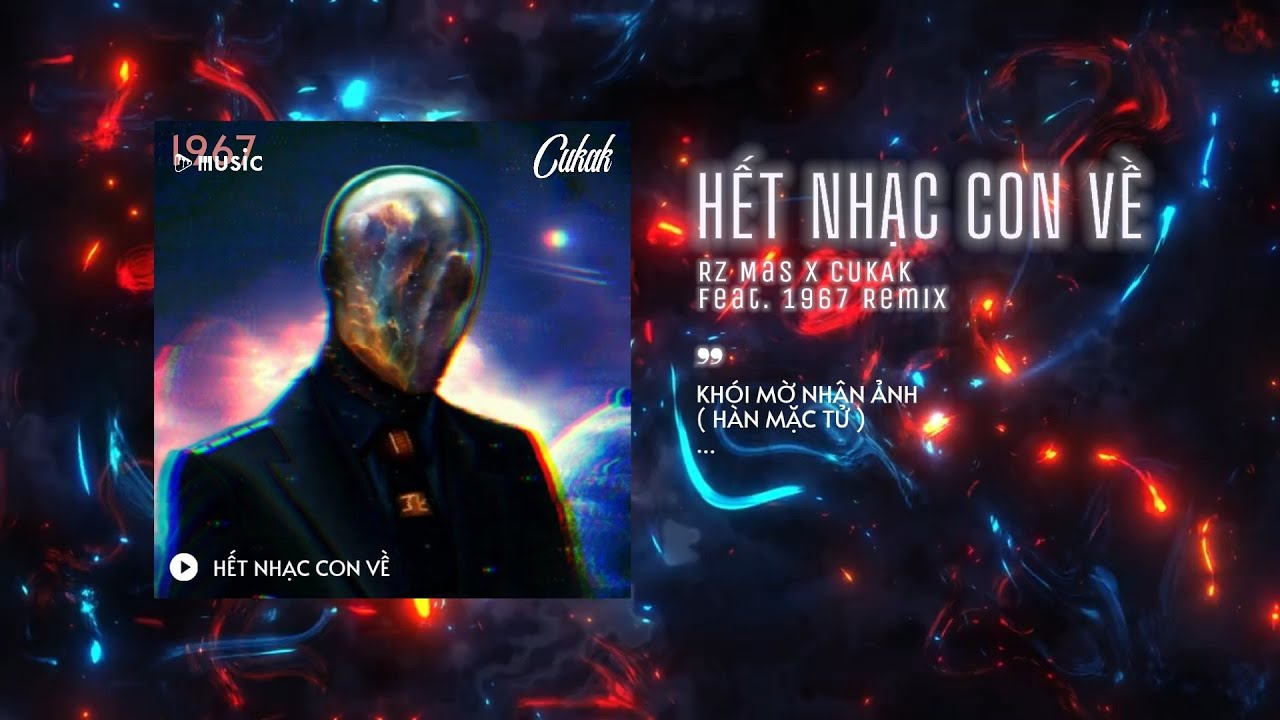 1967
music
Cukak
HẾT NHẠC CON VỀ
HẾT NHẠC CON VỀ
Rz Mas X CUKAK
Feat. 1967 Remix
99
KHÓI MỜ NHÂN ẢNH
( HÀN MẶC TỬ )
...